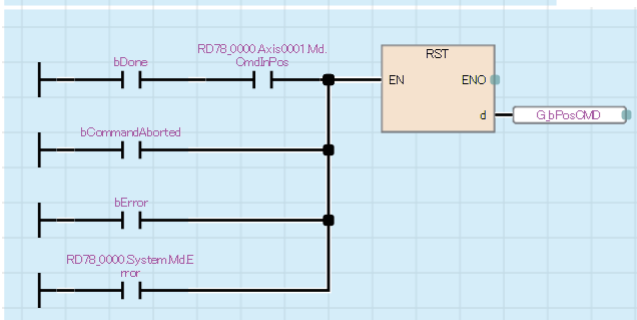 RD78_0000.Axis0001.Md.
bDone
CmdInPos
RST
EN
ENO
d
G_bPosCMD
bCommandAborted
bError
RD78_0000.System.Md.E
rror